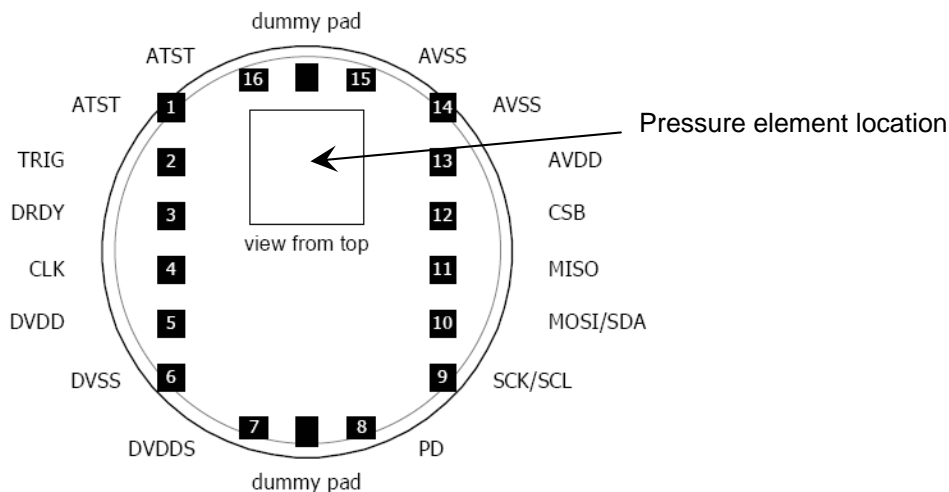 dummy pad
ATST AVSS
16 15
ATST 1 14 AVSS
Pressure element location
TRIG 2 13 AVDD
DRDY 3 12 CSB
view from top
CLK 4 11 MISO
DVDD 5 10 MOSI/SDA
DVSS 6 9 SCK/SCL
7 8
DVDDS PD
dummy pad